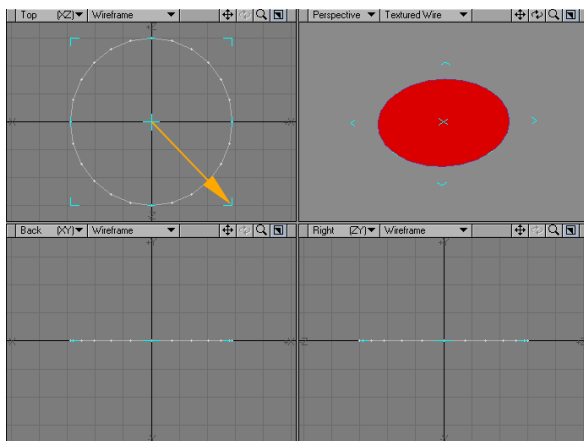 Top (XZ) Wireframe
Perspective Textured Wire
Back (XY) Wireframe
Right (ZY) Wireframe